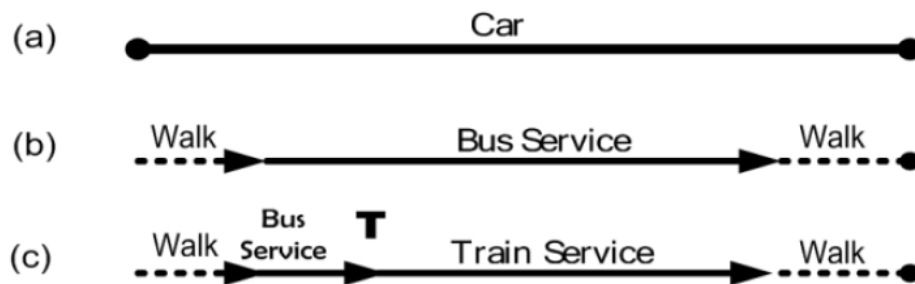 (a) Car
(b) Walk Bus Service Walk
Bus T
(c) Walk Service Train Service Walk